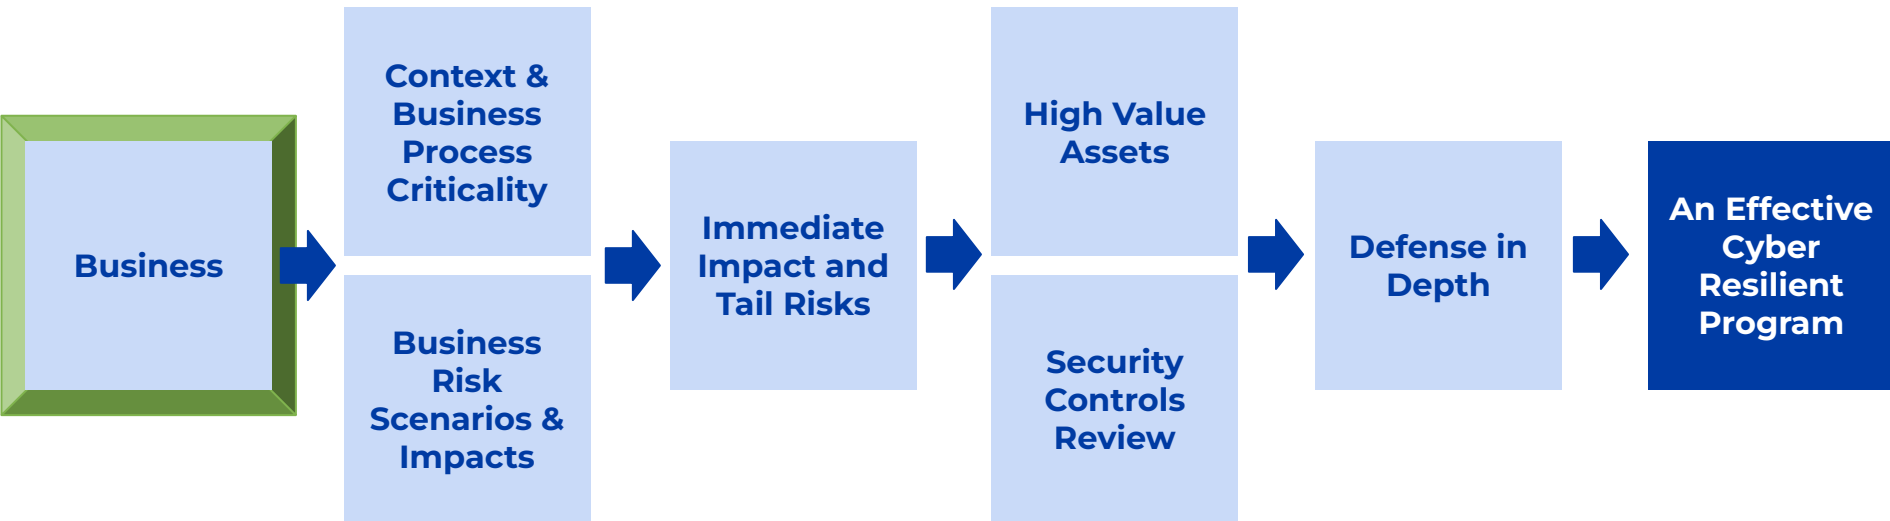 Business
Context &
Business
Process
Criticality
Business
Risk
Scenarios &
Impacts
Immediate
Impact and
Tail Risks
High Value
Assets
Security
Controls
Review
Defense in
Depth
An Effective
Cyber
Resilient
Program